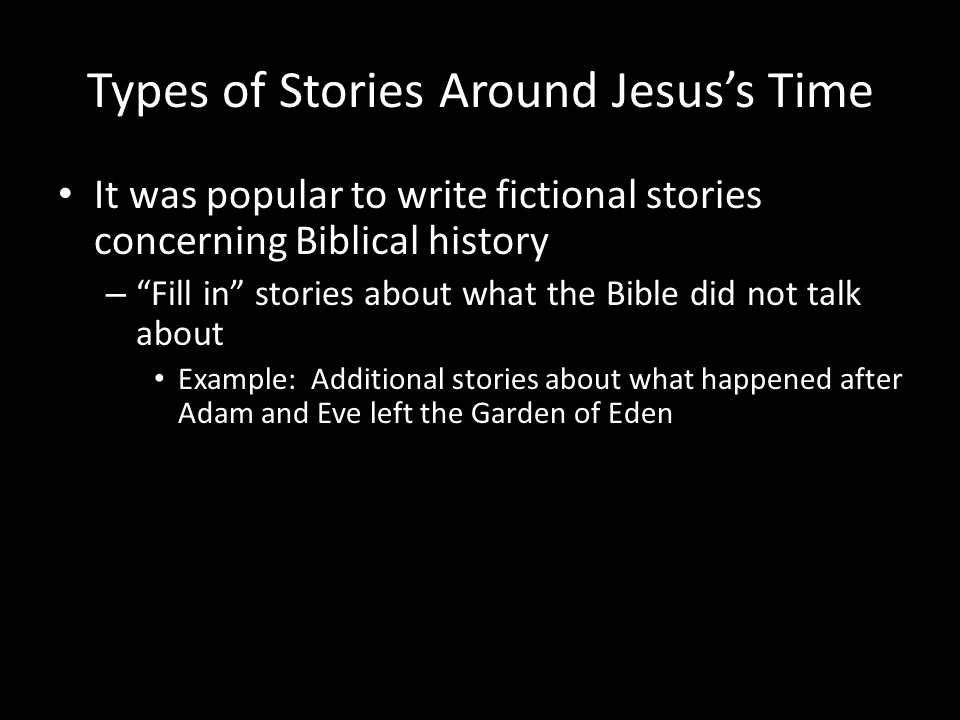 Types of Stories Around Jesus’s Time
• It was popular to write fictional stories
concerning Biblical history
– “Fill in” stories about what the Bible did not talk
about
• Example:  Additional stories about what happened after
Adam and Eve left the Garden of Eden